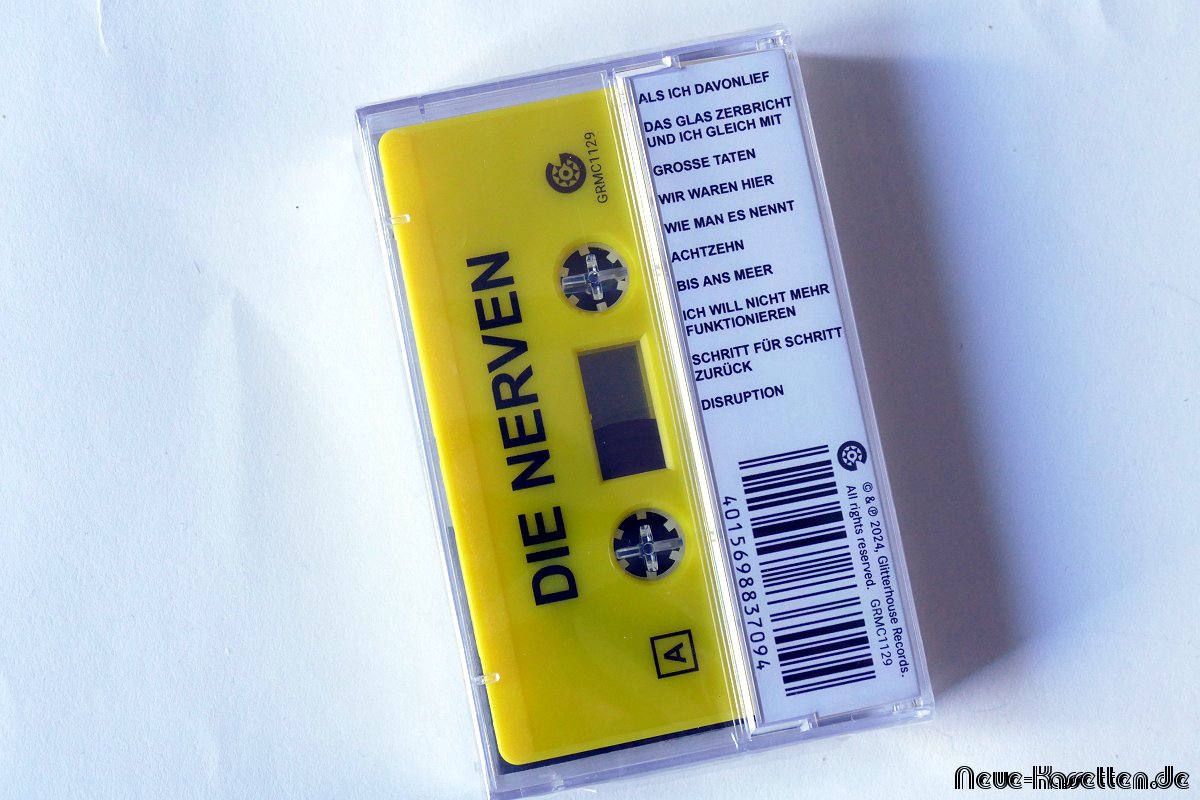 DIE NERVEN
GRMC1129
A
ALS ICH DAVONLIEF
DAS GLAS ZERBRICHT
UND ICH GLEICH MIT
GROSSE TATEN
WIR WAREN HIER
WIE MAN ES NENNT
ACHTZEHN
BIS ANS MEER
ICH WILL NICHT MEHR
FUNKTIONIEREN
SCHRITT FÜR SCHRITT
ZURÜCK
DISRUPTION
4015698837094
© & ℗ 2024, Glitterhouse Records.
All rights reserved. GRMC1129
Neue-Kassetten.de